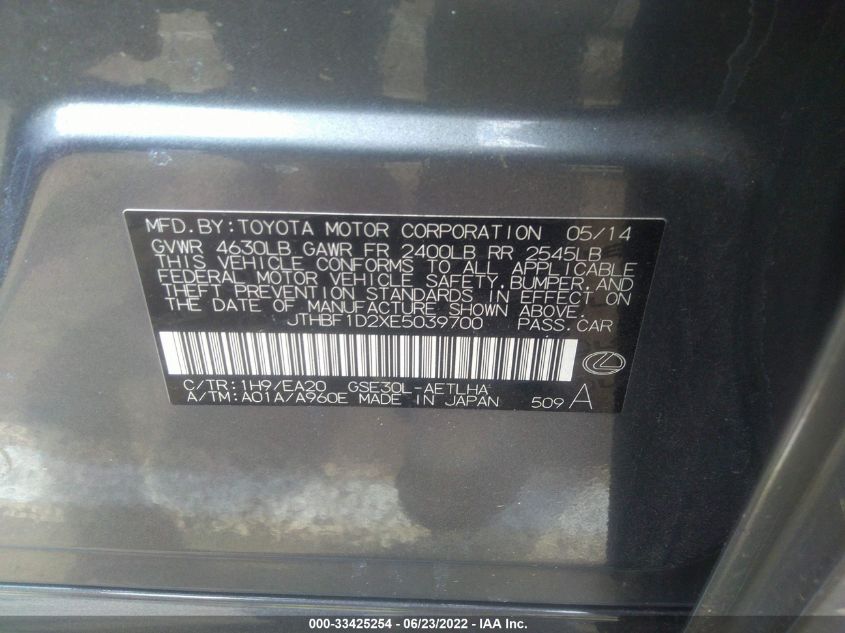 MFD.BY:TOYOTA MOTOR CORPORATION 05/14
GVWR 4630LB GAWR FR 2400LB RR 2545LB
THIS VEHICLE CONFORMS TO ALL APPLICABLE
FEDERAL MOTOR VEHICLE SAFETY,BUMPER,AND
THEFT PREVENTION STANDARDS IN EFFECT ON
THE DATE OF MANUFACTURE SHOWN ABOVE.
JTHBF1D2XE5039700 PASS.CAR
C/TR:1H9/EA20 GSE30L-AETLHA
A/TM:A01A/A960E MADE IN JAPAN 509 A
000-33425254 - 06/23/2022 - IAA Inc.